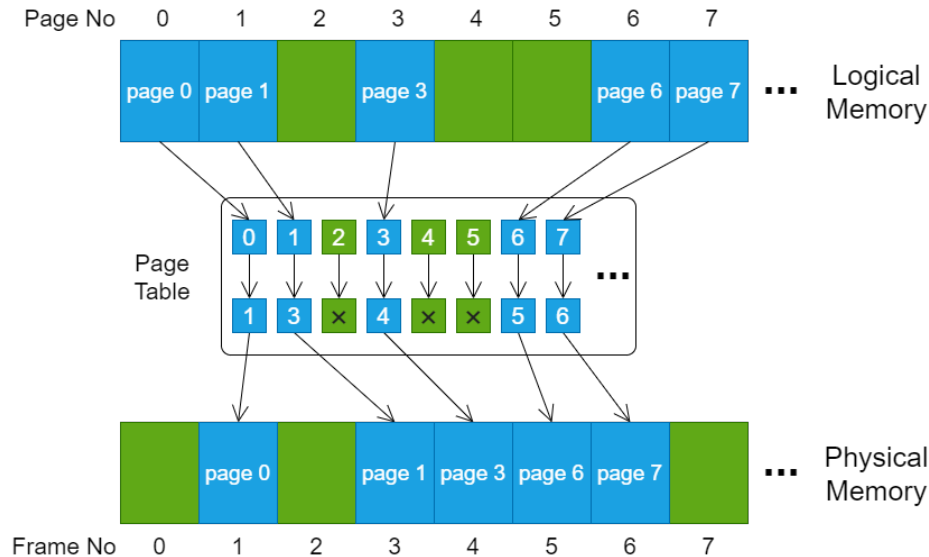 Page No 0 1 2 3 4 5 6 7
page 0 page 1 page 3 page 6 page 7 ...
Logical
Memory
0 1 2 3 4 5 6 7
Page
Table
...
1 3 × 4 × × 5 6
page 0 page 1 page 3 page 6 page 7 ...
Physical
Memory
Frame No 0 1 2 3 4 5 6 7